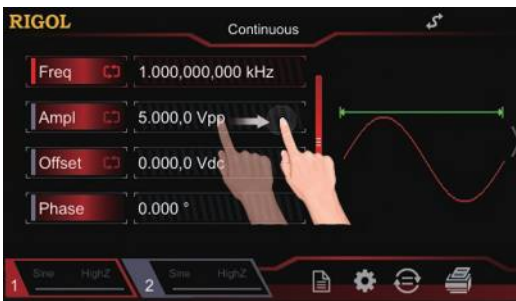 RIGOL
Continuous
Freq 1.000,000,000 kHz
Ampl 5.000,0 Vpp
Offset 0.000,0 Vdc
Phase 0.000 °
1 Sine HighZ 2 Sine HighZ